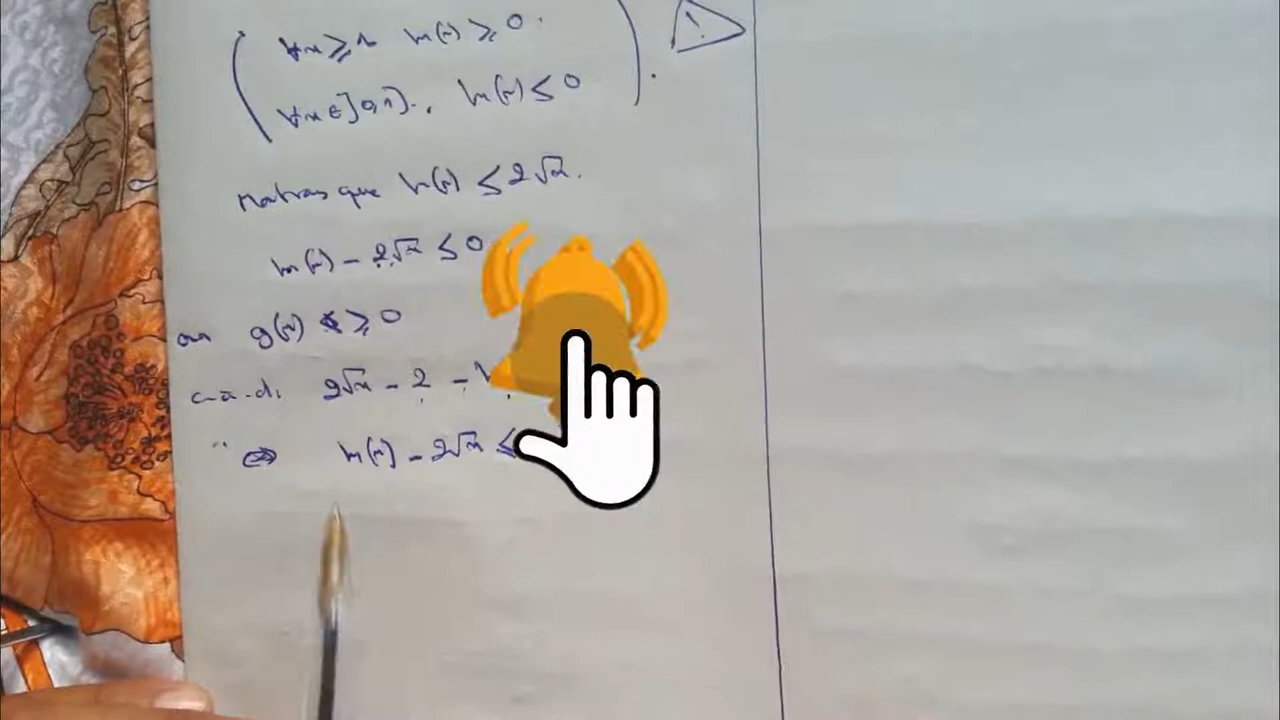 ∀x ≥ 1 ln(x) ≥ 0. !
∀x ∈ ]0,1]., ln(x) ≤ 0
Montrons que ln(x) ≤ 2√x.
ln(x) - 2√x ≤ 0
on g(x) ≥ 0
c-à-d: 2√x - 2 -
⇔ ln(x) - 2√x ≤